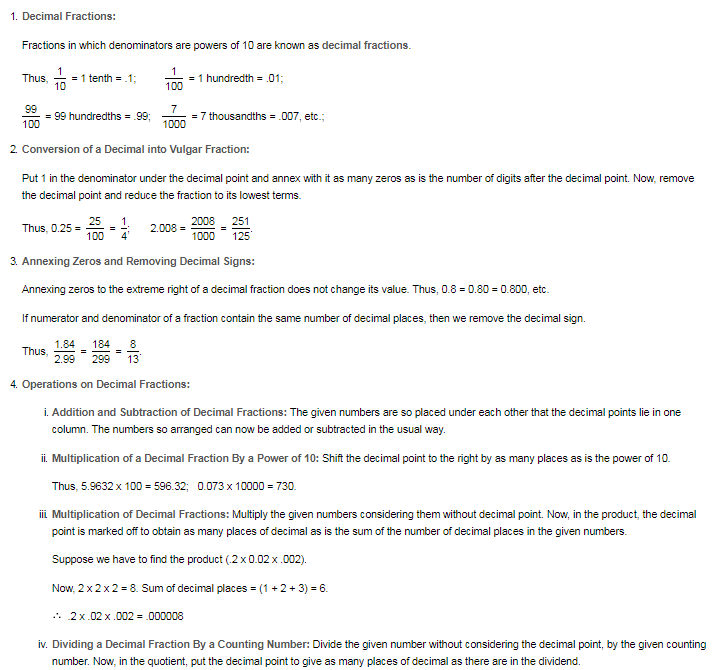 1. Decimal Fractions:
Fractions in which denominators are powers of 10 are known as decimal fractions.
Thus, 1/10 = 1 tenth = .1; 1/100 = 1 hundredth = .01;
99/100 = 99 hundredths = .99; 7/1000 = 7 thousandths = .007, etc.;
2. Conversion of a Decimal into Vulgar Fraction:
Put 1 in the denominator under the decimal point and annex with it as many zeros as is the number of digits after the decimal point. Now, remove
the decimal point and reduce the fraction to its lowest terms.
Thus, 0.25 = 25/100 = 1/4; 2.008 = 2008/1000 = 251/125.
3. Annexing Zeros and Removing Decimal Signs:
Annexing zeros to the extreme right of a decimal fraction does not change its value. Thus, 0.8 = 0.80 = 0.800, etc.
If numerator and denominator of a fraction contain the same number of decimal places, then we remove the decimal sign.
Thus, 1.84/2.99 = 184/299 = 8/13.
4. Operations on Decimal Fractions:
i. Addition and Subtraction of Decimal Fractions: The given numbers are so placed under each other that the decimal points lie in one
column. The numbers so arranged can now be added or subtracted in the usual way.
ii. Multiplication of a Decimal Fraction By a Power of 10: Shift the decimal point to the right by as many places as is the power of 10.
Thus, 5.9632 x 100 = 596.32; 0.073 x 10000 = 730.
iii. Multiplication of Decimal Fractions: Multiply the given numbers considering them without decimal point. Now, in the product, the decimal
point is marked off to obtain as many places of decimal as is the sum of the number of decimal places in the given numbers.
Suppose we have to find the product (.2 x 0.02 x .002).
Now, 2 x 2 x 2 = 8. Sum of decimal places = (1 + 2 + 3) = 6.
∴ .2 x .02 x .002 = .000008
iv. Dividing a Decimal Fraction By a Counting Number: Divide the given number without considering the decimal point, by the given counting
number. Now, in the quotient, put the decimal point to give as many places of decimal as there are in the dividend.